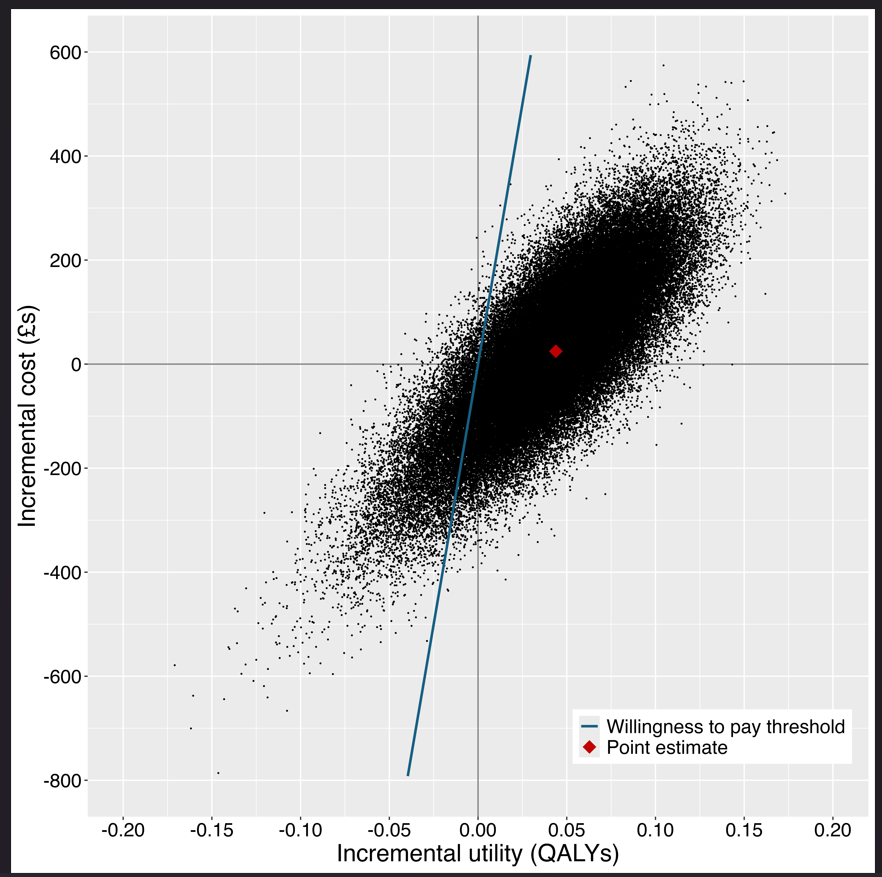 600
400
200
0
-200
-400
-600
-800
Incremental cost (£s)
-0.20 -0.15 -0.10 -0.05 0.00 0.05 0.10 0.15 0.20
Incremental utility (QALYs)
Willingness to pay threshold
Point estimate